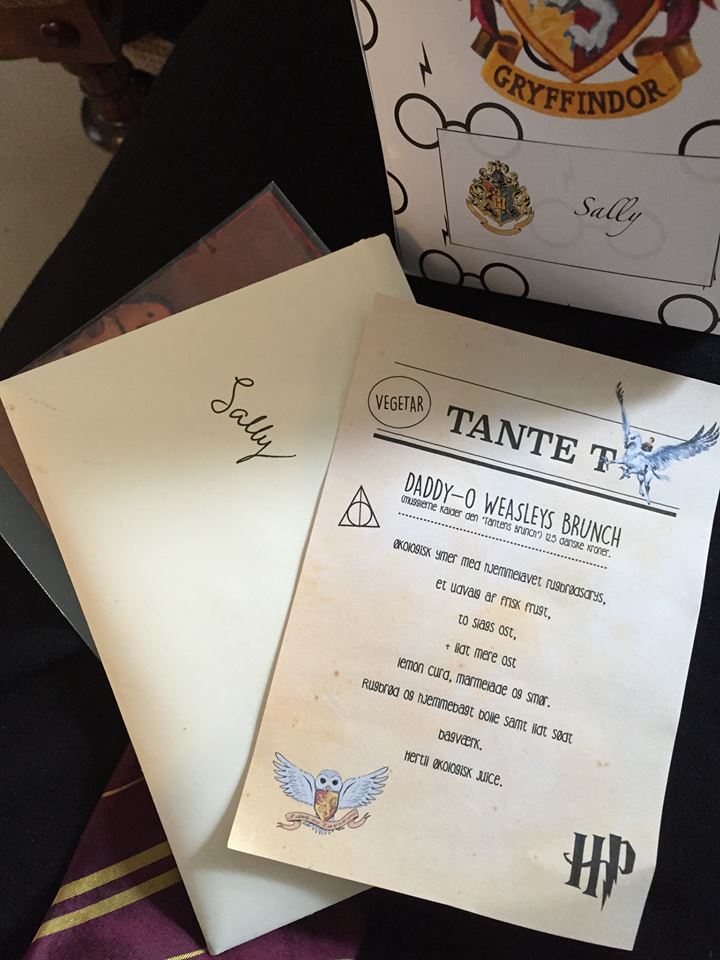 GRYFFINDOR
Sally
Sally
VEGETAR
TANTE T
DADDY-O WEASLEYS BRUNCH
(mugglerne kalder den "Tantens Brunch") 125 danske kroner.
Økologisk ymer med hjemmelavet rugbrødsdrys,
et udvalg af frisk frugt,
to slags ost,
+ lidt mere ost
lemon curd, marmelade og smør.
Rugbrød og hjemmebagt bolle samt lidt sødt
bagværk.
Hertil økologisk juice.
HP